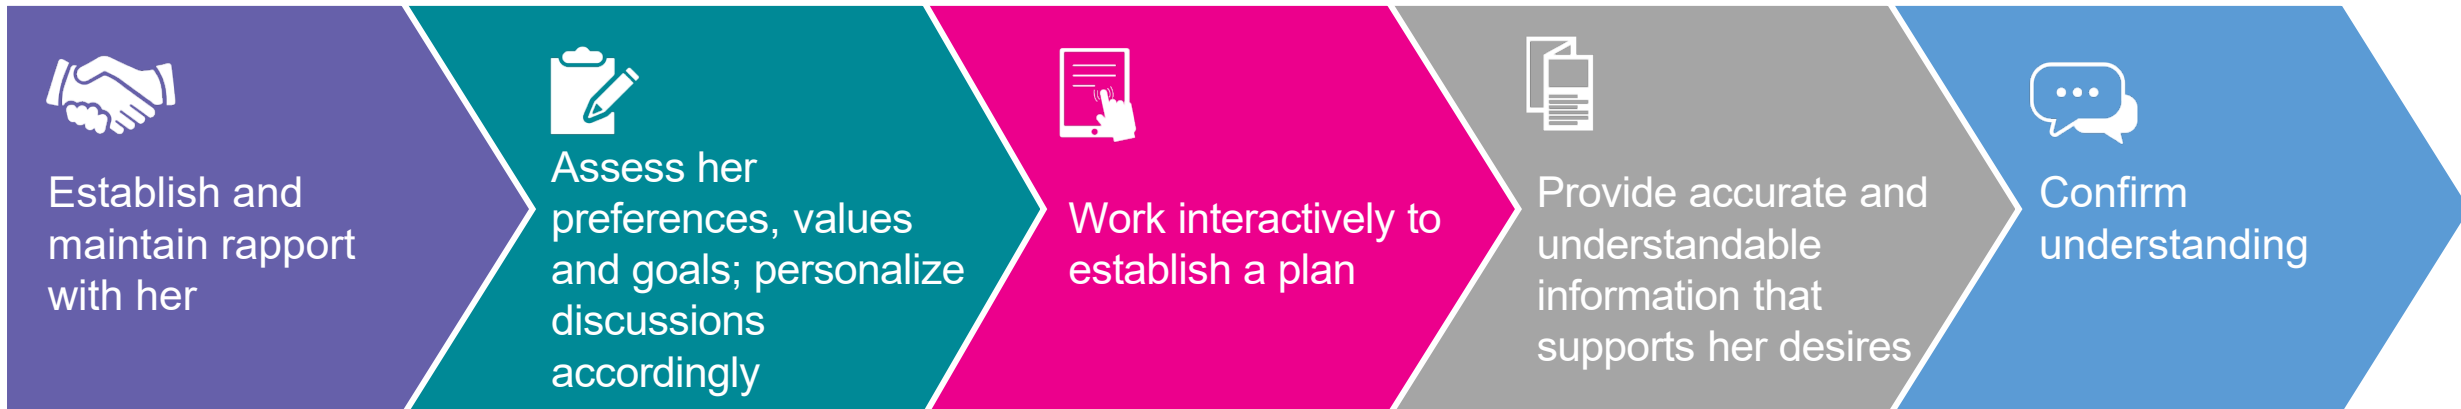 Establish and
maintain rapport
with her
Assess her
preferences, values
and goals; personalize
discussions
accordingly
Work interactively to
establish a plan
Provide accurate and
understandable
information that
supports her desires
Confirm
understanding